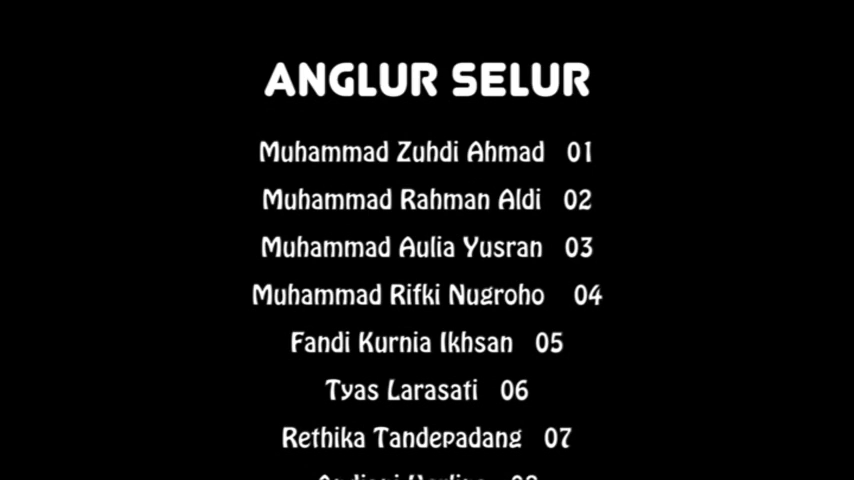 ANGLUR SELUR
Muhammad Zuhdi Ahmad 01
Muhammad Rahman Aldi 02
Muhammad Aulia Yusran 03
Muhammad Rifki Nugroho 04
Fandi Kurnia Ikhsan 05
Tyas Larasati 06
Rethika Tandepadang 07